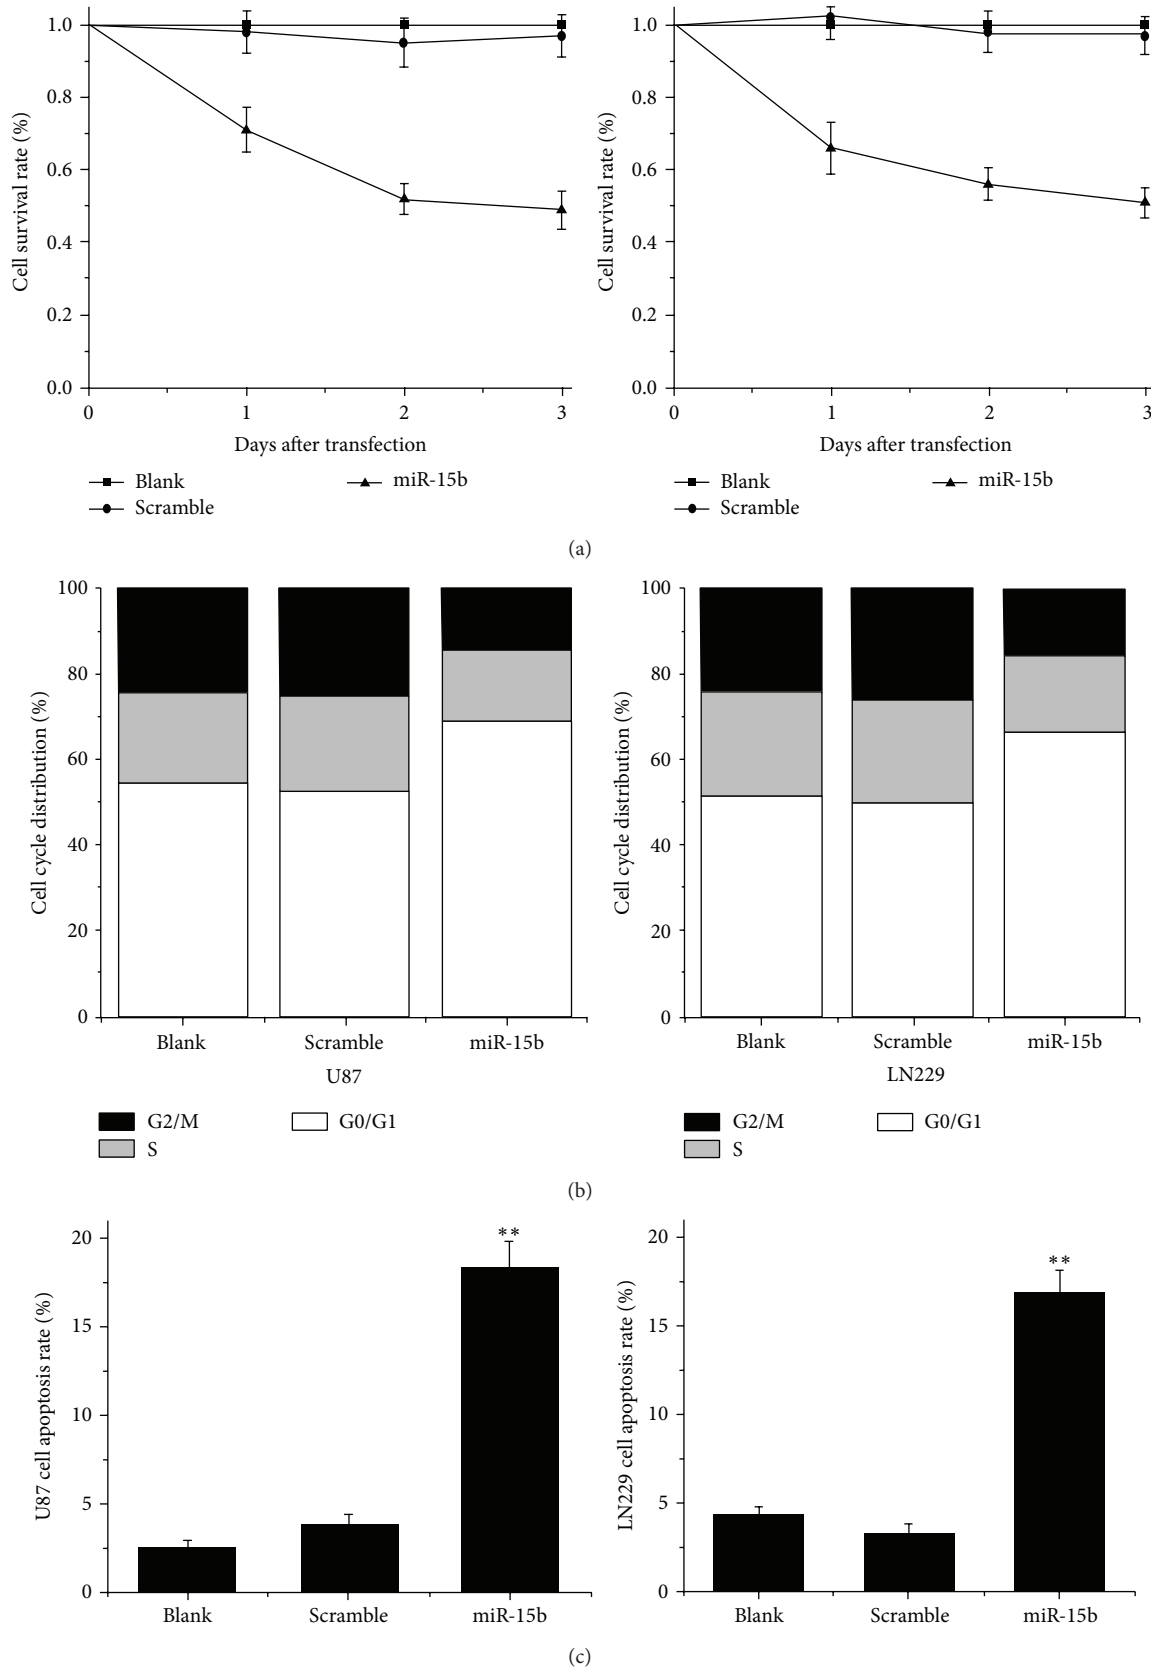 Cell survival rate (%)
1.0
0.8
0.6
0.4
0.2
0.0
0
1
2
3
Days after transfection
Blank
miR-15b
Scramble
Cell survival rate (%)
1.0
0.8
0.6
0.4
0.2
0.0
0
1
2
3
Days after transfection
Blank
miR-15b
Scramble
(a)
Cell cycle distribution (%)
100
80
60
40
20
0
Blank
Scramble
miR-15b
U87
G2/M
G0/G1
S
Cell cycle distribution (%)
100
80
60
40
20
0
Blank
Scramble
miR-15b
LN229
G2/M
G0/G1
S
(b)
U87 cell apoptosis rate (%)
20
15
10
5
0
**
Blank
Scramble
miR-15b
LN229 cell apoptosis rate (%)
20
15
10
5
0
**
Blank
Scramble
miR-15b
(c)